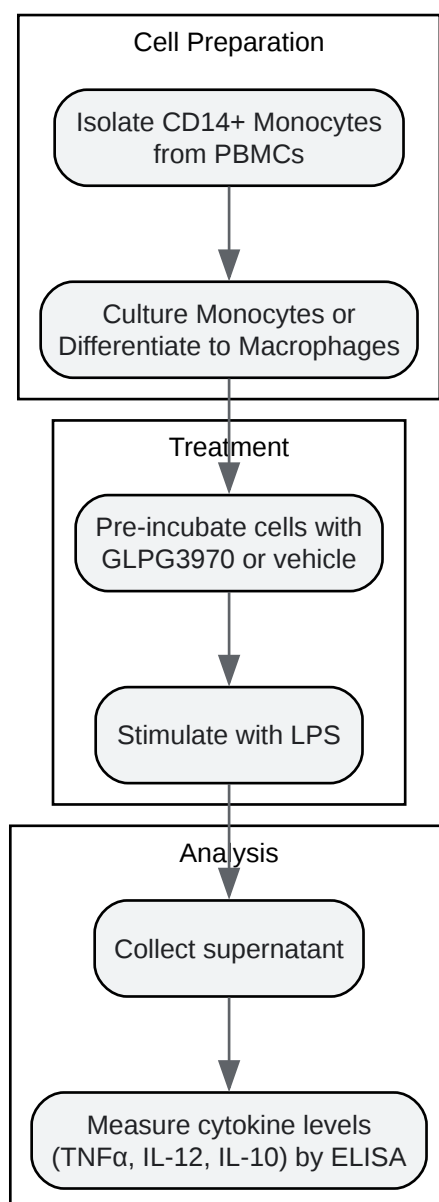 Cell Preparation
Isolate CD14+ Monocytes
from PBMCs
Culture Monocytes or
Differentiate to Macrophages
Treatment
Pre-incubate cells with
GLPG3970 or vehicle
Stimulate with LPS
Analysis
Collect supernatant
Measure cytokine levels
(TNFα, IL-12, IL-10) by ELISA